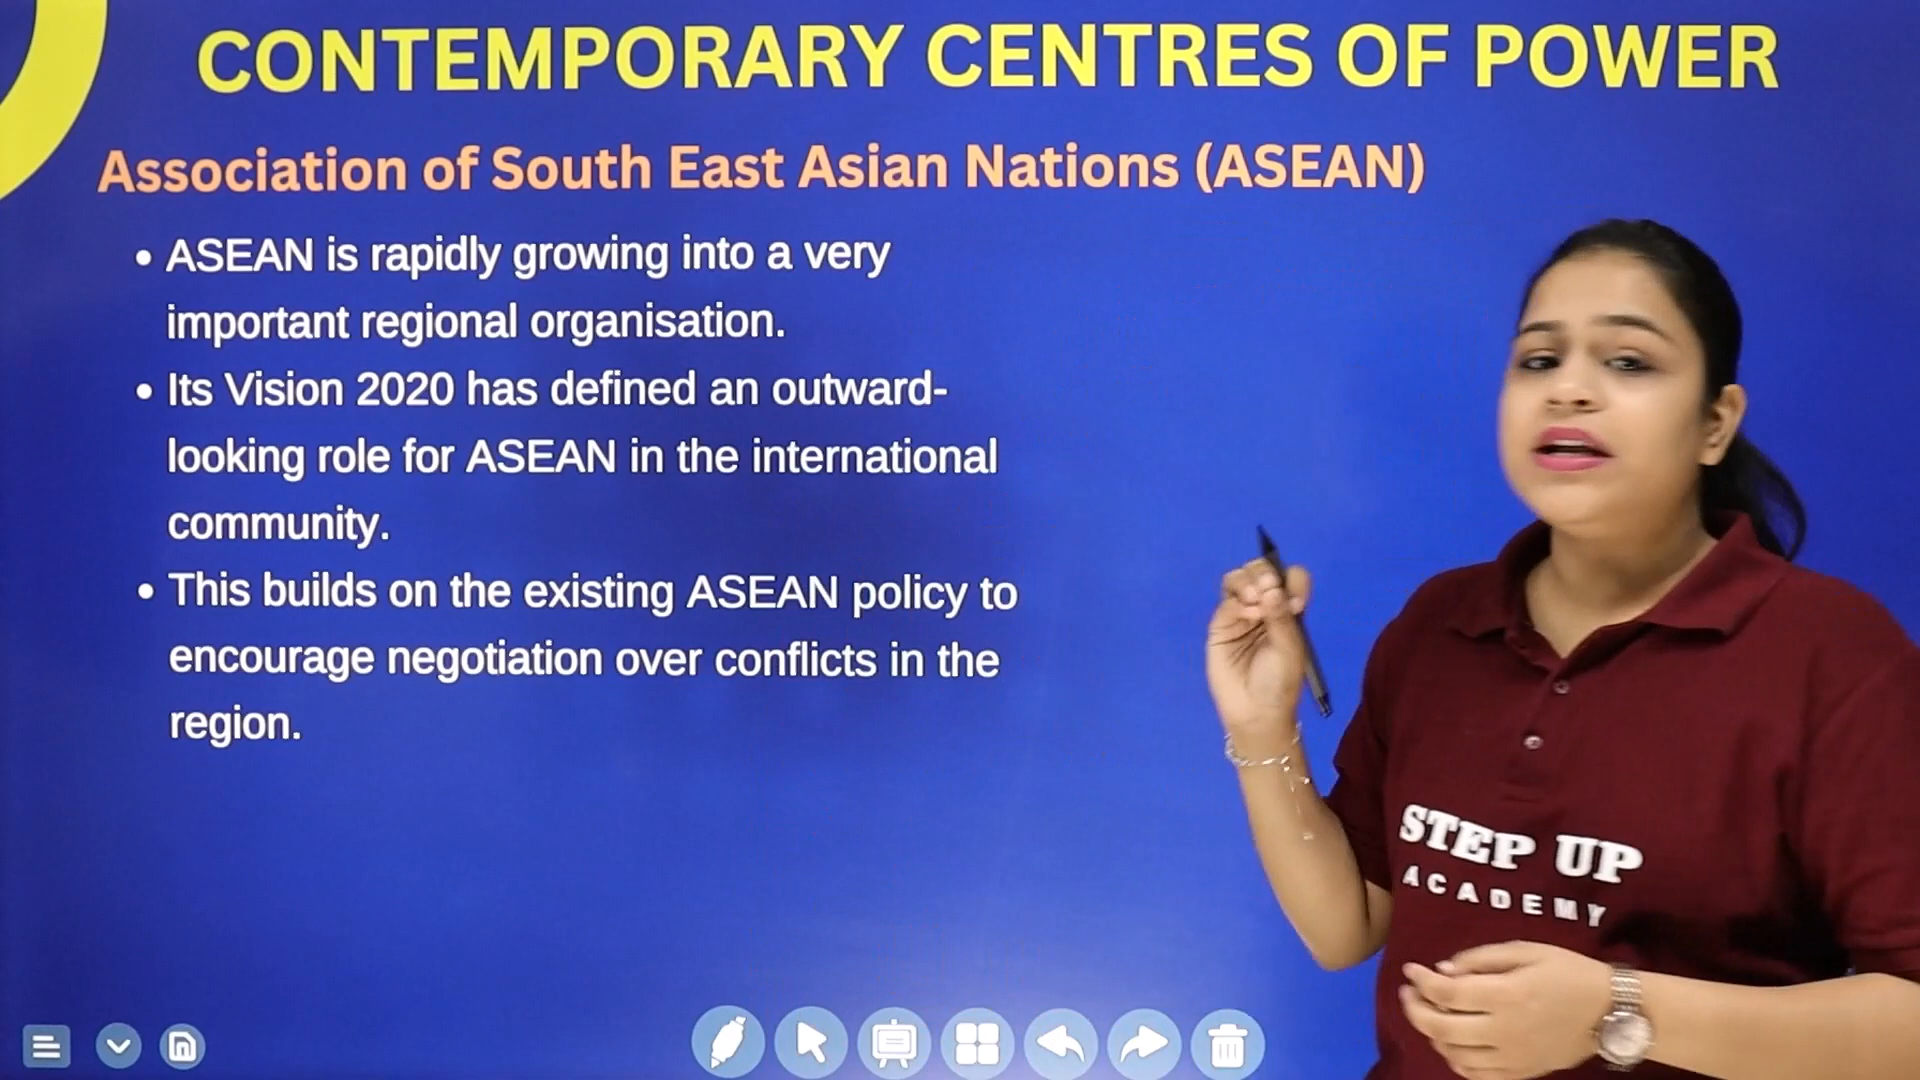 CONTEMPORARY CENTRES OF POWER
Association of South East Asian Nations (ASEAN)
• ASEAN is rapidly growing into a very
important regional organisation.
• Its Vision 2020 has defined an outward-
looking role for ASEAN in the international
community.
• This builds on the existing ASEAN policy to
encourage negotiation over conflicts in the
region.
STEP UP
ACADEMY